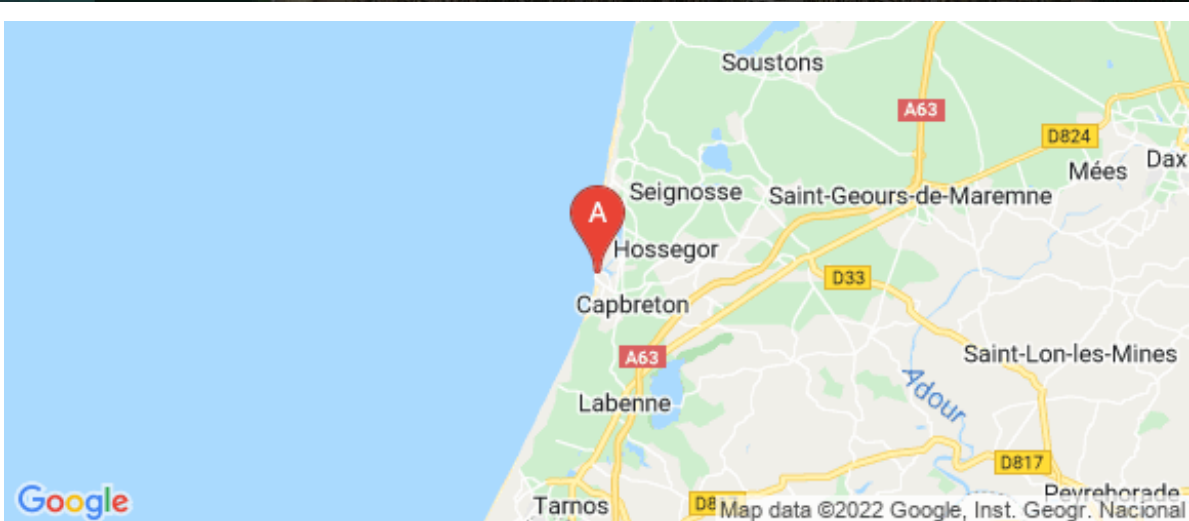 Soustons
A63
D824
Mées
Dax
Seignosse
Saint-Geours-de-Maremne
A
Hossegor
D33
Capbreton
A63
Saint-Lon-les-Mines
Adour
Labenne
D817
Peyrehorade
Tarnos
Google
Map data ©2022 Google, Inst. Geogr. Nacional